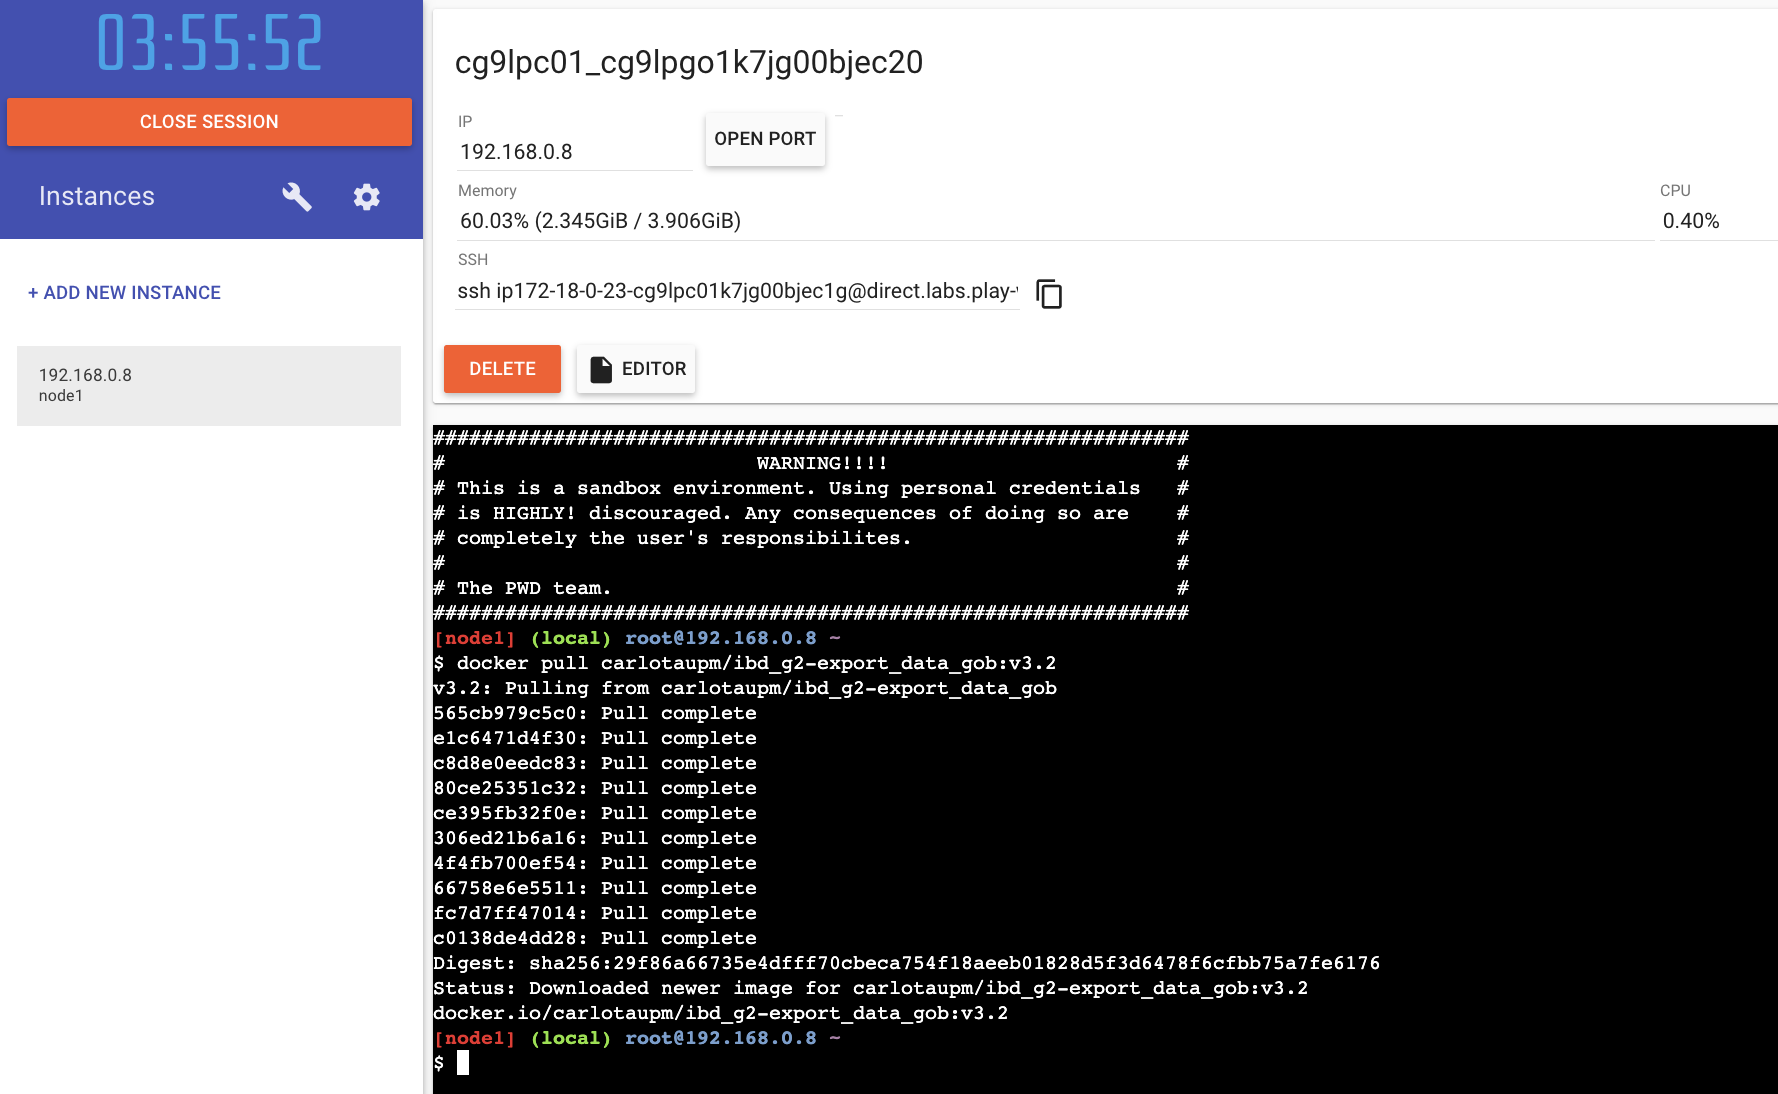 03:55:52
CLOSE SESSION
Instances
+ ADD NEW INSTANCE
192.168.0.8
node1
cg9lpc01_cg9lpgo1k7jg00bjec20
IP
192.168.0.8
OPEN PORT
Memory
60.03% (2.345GiB / 3.906GiB)
CPU
0.40%
SSH
ssh ip172-18-0-23-cg9lpc01k7jg00bjec1g@direct.labs.play-
DELETE
EDITOR
###############################################################
# WARNING!!!! #
# This is a sandbox environment. Using personal credentials #
# is HIGHLY! discouraged. Any consequences of doing so are #
# completely the user's responsibilites. #
# #
# The PWD team. #
###############################################################
[node1] (local) root@192.168.0.8 ~
$ docker pull carlotaupm/ibd_g2-export_data_gob:v3.2
v3.2: Pulling from carlotaupm/ibd_g2-export_data_gob
565cb979c5c0: Pull complete
e1c6471d4f30: Pull complete
c8d8e0eedc83: Pull complete
80ce25351c32: Pull complete
ce395fb32f0e: Pull complete
306ed21b6a16: Pull complete
4f4fb700ef54: Pull complete
66758e6e5511: Pull complete
fc7d7ff47014: Pull complete
c0138de4dd28: Pull complete
Digest: sha256:29f86a66735e4dfff70cbeca754f18aeeb01828d5f3d6478f6cfbb75a7fe6176
Status: Downloaded newer image for carlotaupm/ibd_g2-export_data_gob:v3.2
docker.io/carlotaupm/ibd_g2-export_data_gob:v3.2
[node1] (local) root@192.168.0.8 ~
$